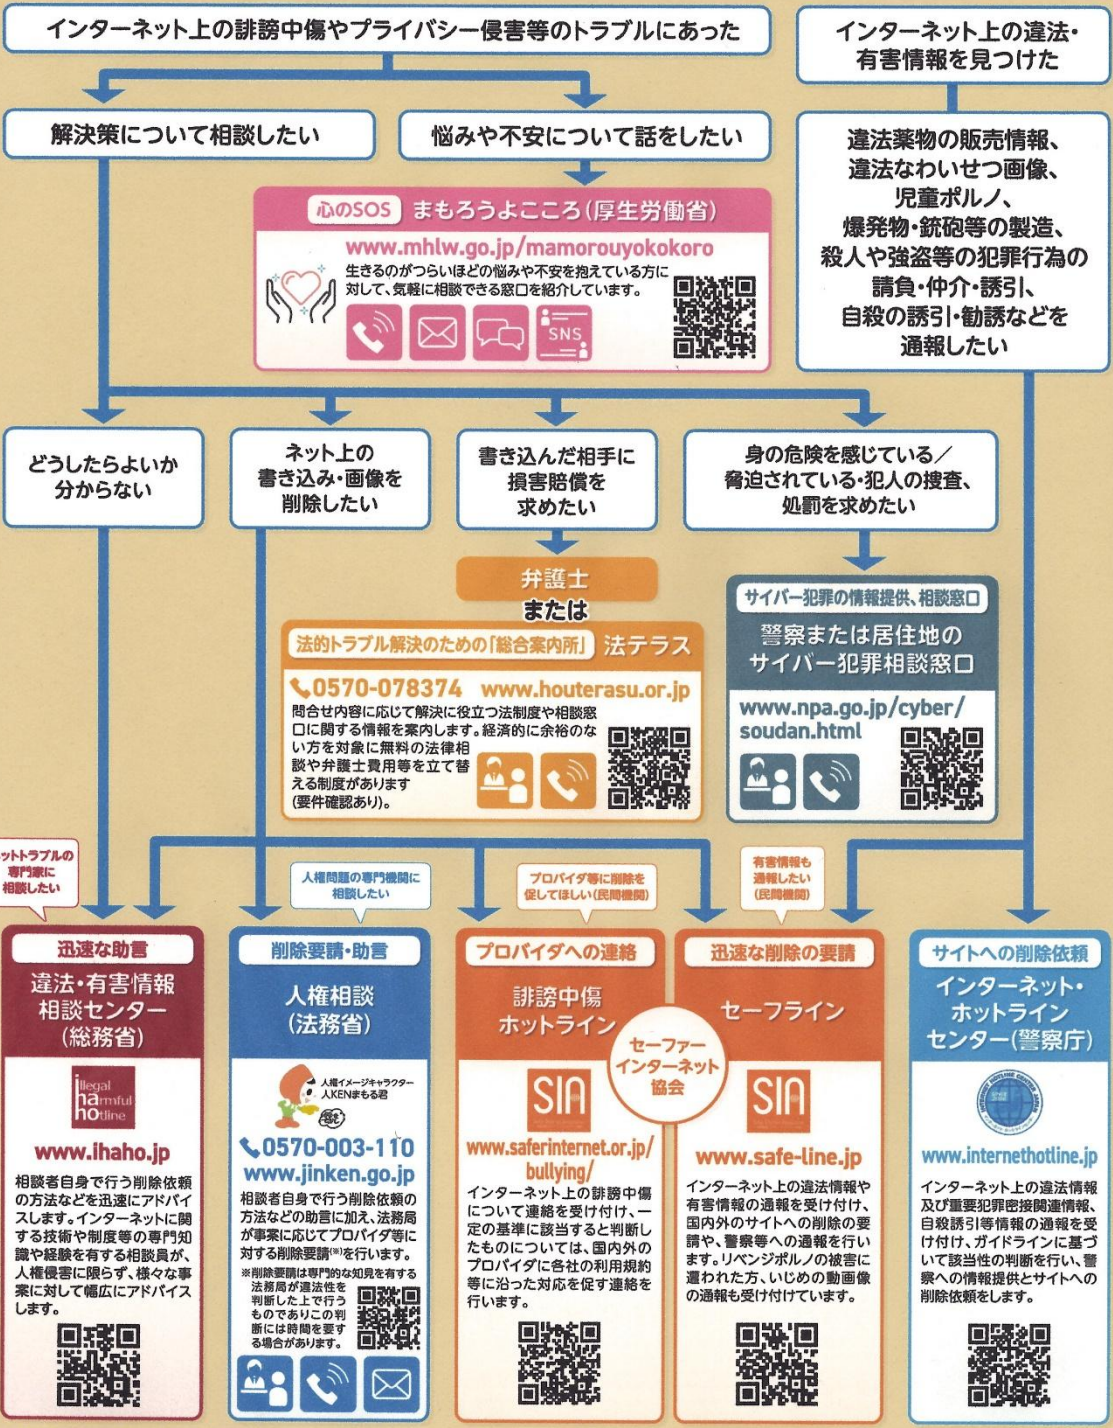 インターネット上の誹謗中傷やプライバシー侵害等のトラブルにあった
インターネット上の違法・
有害情報を見つけた
解決策について相談したい
悩みや不安について話をしたい
違法薬物の販売情報、
違法なわいせつ画像、
児童ポルノ、
爆発物・銃砲等の製造、
殺人や強盗等の犯罪行為の
請負・仲介・誘引、
自殺の誘引・勧誘などを
通報したい
心のSOS まもろうよこころ(厚生労働省)
www.mhlw.go.jp/mamorouyokokoro
生きるのがつらいほどの悩みや不安を抱えている方に
対して、気軽に相談できる窓口を紹介しています。
SNS
どうしたらよいか
分からない
ネット上の
書き込み・画像を
削除したい
書き込んだ相手に
損害賠償を
求めたい
身の危険を感じている/
脅迫されている・犯人の捜査、
処罰を求めたい
弁護士
または
法的トラブル解決のための「総合案内所」 法テラス
0570-078374 www.houterasu.or.jp
問合せ内容に応じて解決に役立つ法制度や相談窓
口に関する情報を案内します。経済的に余裕のな
い方を対象に無料の法律相
談や弁護士費用等を立て替
える制度があります
(要件確認あり)。
サイバー犯罪の情報提供、相談窓口
警察または居住地の
サイバー犯罪相談窓口
www.npa.go.jp/cyber/
soudan.html
ットトラブルの
専門家に
相談したい
人権問題の専門機関に
相談したい
プロバイダ等に削除を
促してほしい(民間機関)
有害情報も
通報したい
(民間機関)
迅速な助言
違法・有害情報
相談センター
(総務省)
illegal
harmful
hotline
www.ihaho.jp
相談者自身で行う削除依頼
の方法などを迅速にアドバイ
スします。インターネットに関
する技術や制度等の専門知
識や経験を有する相談員が、
人権侵害に限らず、様々な事
案に対して幅広にアドバイス
します。
削除要請・助言
人権相談
(法務省)
人権イメージキャラクター
人KENまもる君
0570-003-110
www.jinken.go.jp
相談者自身で行う削除依頼の
方法などの助言に加え、法務局
が事案に応じてプロバイダ等に
対する削除要請(※)を行います。
※削除要請は専門的な知見を有する
法務局が違法性を
判断した上で行う
ものでありこの判
断には時間を要す
る場合があります。
プロバイダへの連絡
誹謗中傷
ホットライン
セーファー
インターネット
協会
SIA
www.saferinternet.or.jp/
bullying/
インターネット上の誹謗中傷
について連絡を受け付け、一
定の基準に該当すると判断し
たものについては、国内外の
プロバイダに各社の利用規約
等に沿った対応を促す連絡を
行います。
迅速な削除の要請
セーフライン
SIA
www.safe-line.jp
インターネット上の違法情報や
有害情報の通報を受け付け、
国内外のサイトへの削除の要
請や、警察等への通報を行い
ます。リベンジポルノの被害に
遭われた方、いじめの動画像
の通報も受け付けています。
サイトへの削除依頼
インターネット・
ホットライン
センター(警察庁)
www.internethotline.jp
インターネット上の違法情報
及び重要犯罪密接関連情報、
自殺誘引等情報の通報を受
け付け、ガイドラインに基づ
いて該当性の判断を行い、警
察への情報提供とサイトへの
削除依頼をします。